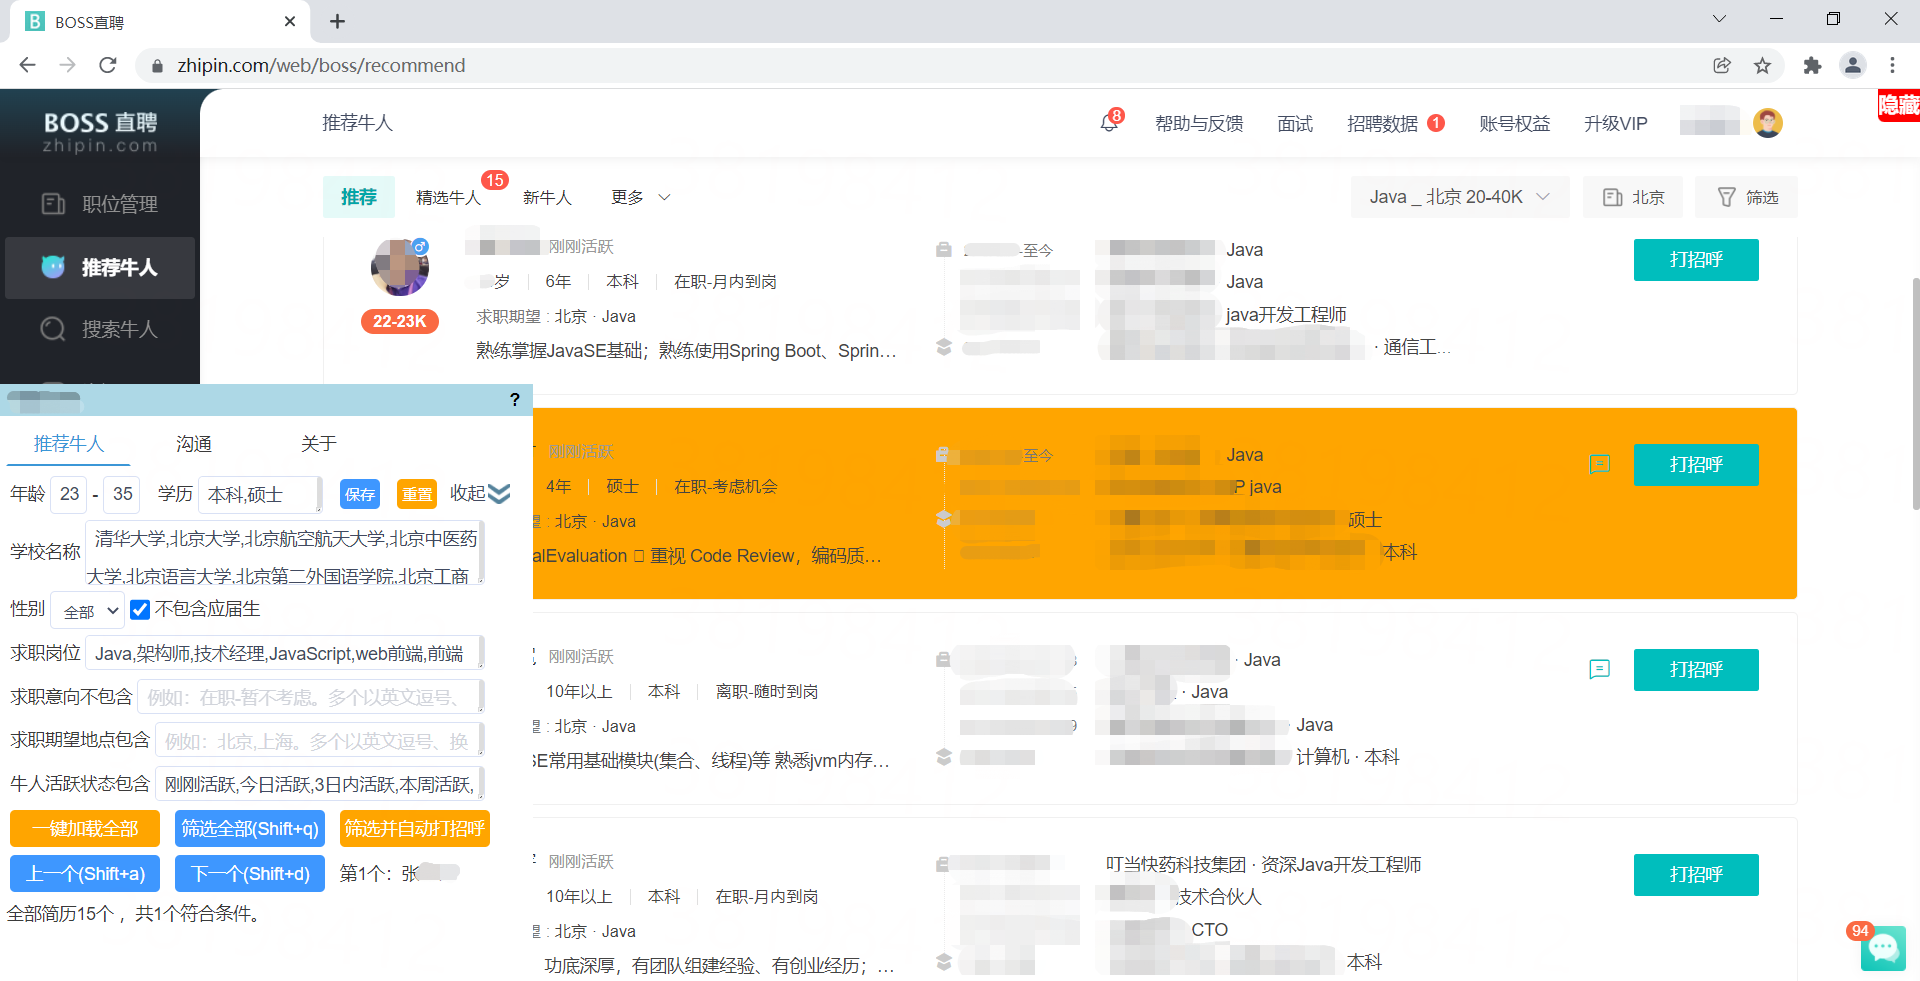 BOSS直聘
zhipin.com/web/boss/recommend
隐藏
BOSS 直聘
zhipin.com
推荐牛人
8
帮助与反馈
面试
招聘数据
1
账号权益
升级VIP
职位管理
推荐牛人
搜索牛人
推荐
精选牛人
15
新牛人
更多
Java _ 北京 20-40K
北京
筛选
刚刚活跃
岁 6年 本科 在职-月内到岗
22-23K
求职期望 : 北京 · Java
熟练掌握JavaSE基础；熟练使用Spring Boot、Sprin...
至今
Java
Java
java开发工程师
· 通信工...
打招呼
刚刚活跃
4年 硕士 在职-考虑机会
: 北京 · Java
alEvaluation 重视 Code Review，编码质...
至今
Java
P java
硕士
本科
打招呼
刚刚活跃
10年以上 本科 离职-随时到岗
: 北京 · Java
SE常用基础模块(集合、线程)等 熟悉jvm内存...
· Java
· Java
9
Java
计算机 · 本科
打招呼
刚刚活跃
10年以上 本科 在职-月内到岗
: 北京 · Java
功底深厚，有团队组建经验、有创业经历；...
叮当快药科技集团 · 资深Java开发工程师
技术合伙人
CTO
本科
打招呼
94
?
推荐牛人
沟通
关于
年龄 23 - 35 学历 本科,硕士 保存 重置 收起
学校名称 清华大学,北京大学,北京航空航天大学,北京中医药
大学,北京语言大学,北京第二外国语学院,北京工商
性别 全部 不包含应届生
求职岗位 Java,架构师,技术经理,JavaScript,web前端,前端
求职意向不包含 例如：在职-暂不考虑。多个以英文逗号、
求职期望地点包含 例如：北京,上海。多个以英文逗号、换
牛人活跃状态包含 刚刚活跃,今日活跃,3日内活跃,本周活跃,
一键加载全部 筛选全部(Shift+q) 筛选并自动打招呼
上一个(Shift+a) 下一个(Shift+d) 第1个：张
全部简历15个 ，共1个符合条件。